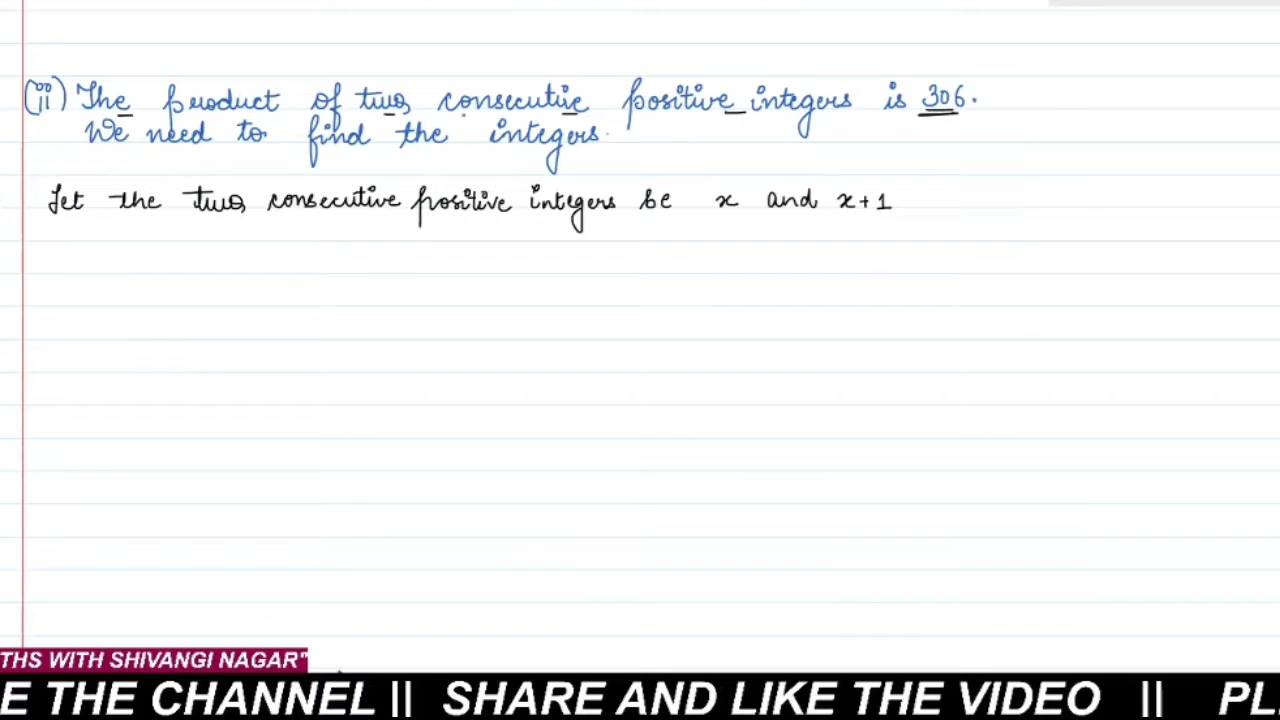 (ii) The product of two consecutive positive integers is 306.
We need to find the integers.
Let the two consecutive positive integers be x and x+1
THS WITH SHIVANGI NAGAR"
E THE CHANNEL || SHARE AND LIKE THE VIDEO || PL